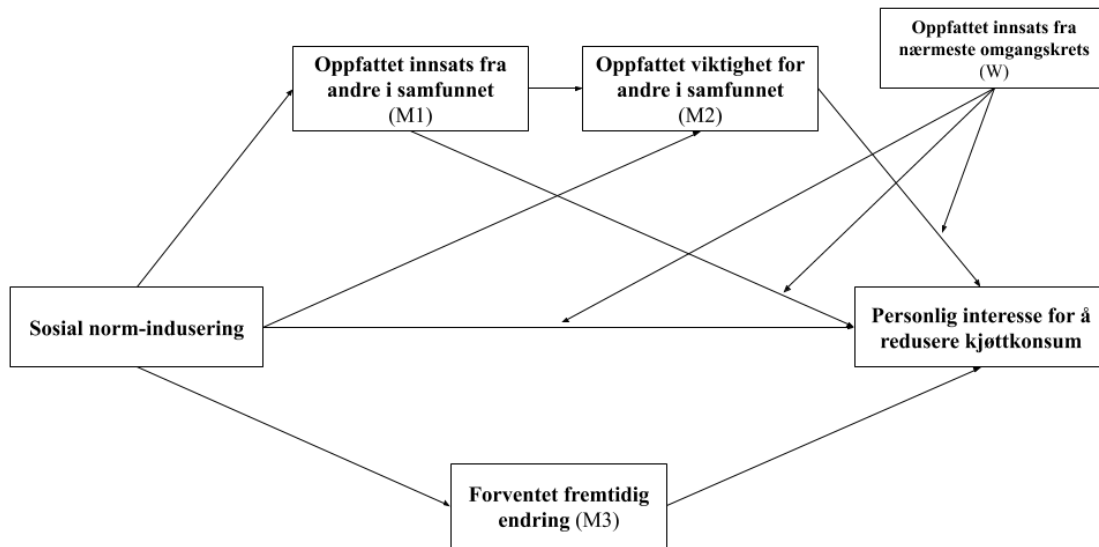 Oppfattet innsats fra
andre i samfunnet
(M1)
Oppfattet viktighet for
andre i samfunnet
(M2)
Oppfattet innsats fra
nærmeste omgangskrets
(W)
Sosial norm-indusering
Personlig interesse for å
redusere kjøttkonsum
Forventet fremtidig
endring (M3)